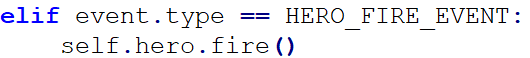 elif event.type == HERO_FIRE_EVENT:
    self.hero.fire()